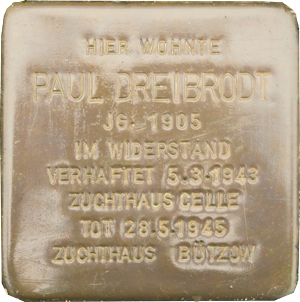 HIER WOHNTE
PAUL DREIBRODT
JG. 1905
IM WIDERSTAND
VERHAFTET 5.3.1943
ZUCHTHAUS CELLE
TOT 28.5.1945
ZUCHTHAUS BÜTZOW